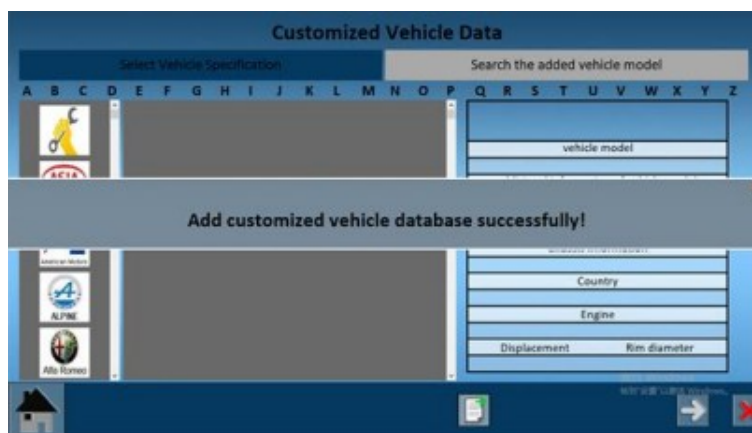 Customized Vehicle Data
Select Vehicle Specification
Search the added vehicle model
A B C D E F G H I J K L M N O P Q R S T U V W X Y Z
ASIA
vehicle model
Add customized vehicle database successfully!
American Motors
Country
ALPINE
Engine
Displacement Rim diameter
Alfa Romeo